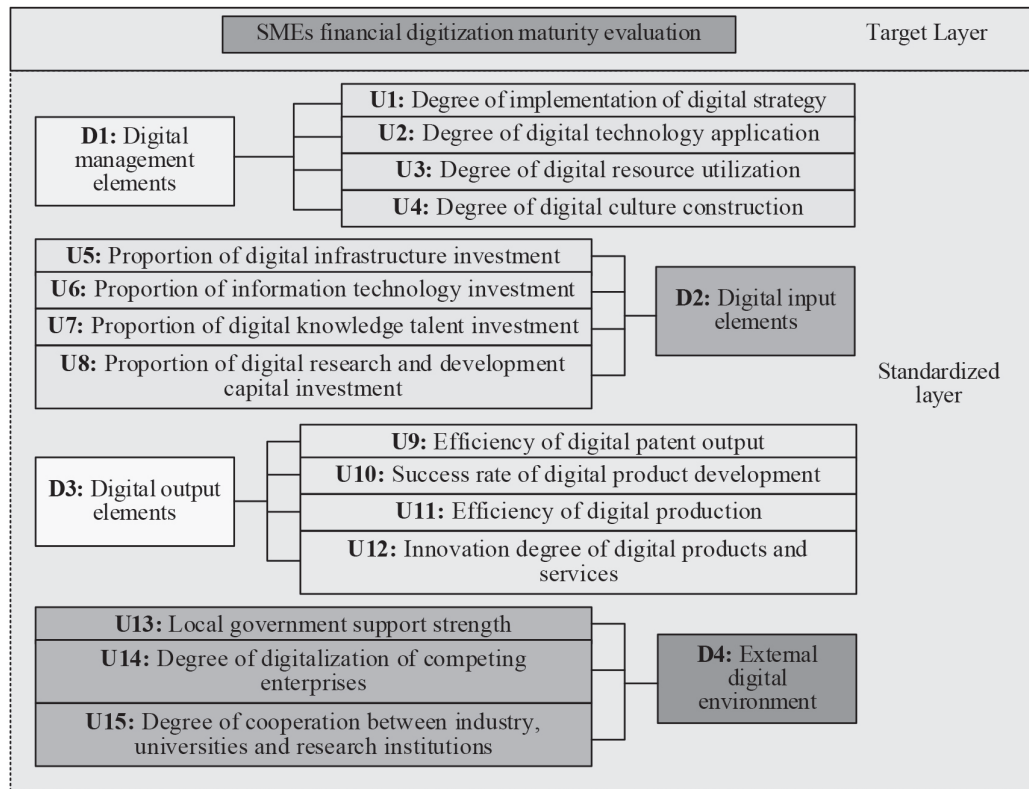 SMEs financial digitization maturity evaluation
Target Layer
D1: Digital
management
elements
U1: Degree of implementation of digital strategy
U2: Degree of digital technology application
U3: Degree of digital resource utilization
U4: Degree of digital culture construction
U5: Proportion of digital infrastructure investment
U6: Proportion of information technology investment
U7: Proportion of digital knowledge talent investment
U8: Proportion of digital research and development
capital investment
D2: Digital input
elements
Standardized
layer
D3: Digital output
elements
U9: Efficiency of digital patent output
U10: Success rate of digital product development
U11: Efficiency of digital production
U12: Innovation degree of digital products and
services
U13: Local government support strength
U14: Degree of digitalization of competing
enterprises
U15: Degree of cooperation between industry,
universities and research institutions
D4: External
digital
environment